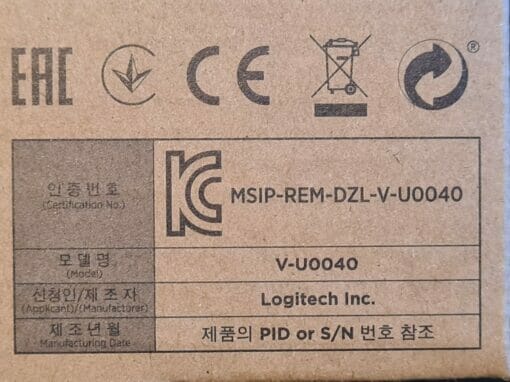 EAC CE ®
인증번호
(Certification No.)
KC MSIP-REM-DZL-V-U0040
모델명
(Model)
V-U0040
신청인/제조자
(Applicant)/(Manufacturer)
Logitech Inc.
제조년월
Manufacturing Date
제품의 PID or S/N 번호 참조